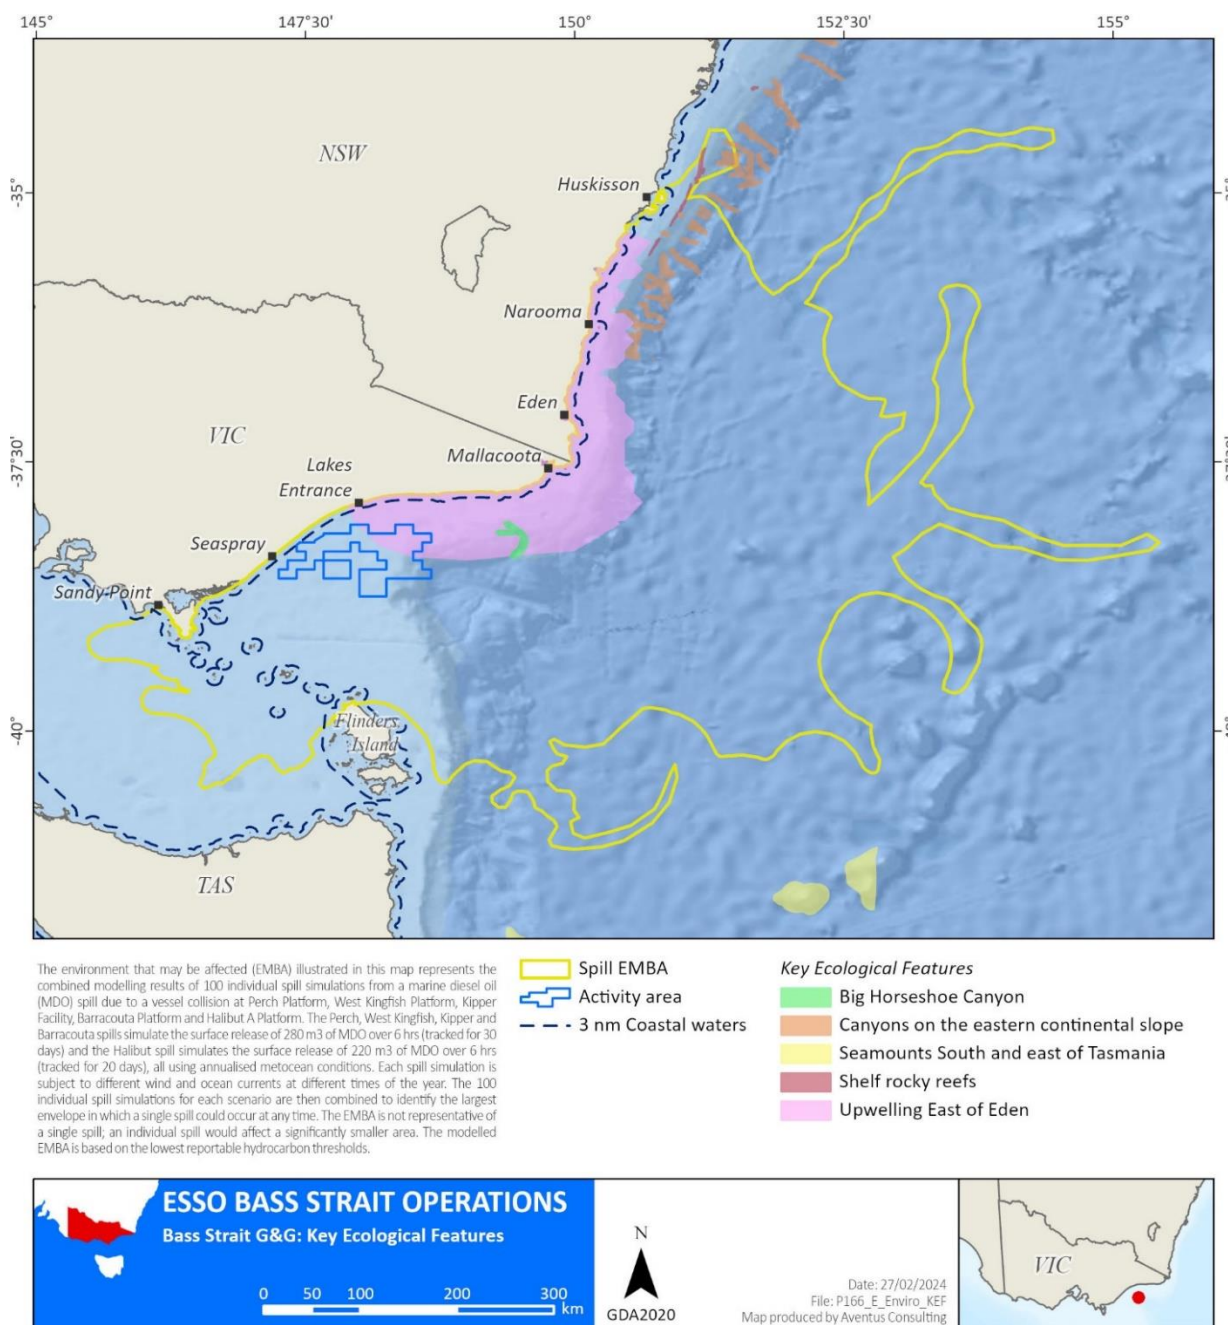 145°
147°30'
150°
152°30'
155°
NSW
Huskisson
-35°
-35°
Narooma
Eden
VIC
Mallacoota
-37°30'
-37°30'
Lakes
Entrance
Seaspray
Sandy Point
Flinders
Island
-40°
-40°
TAS
The environment that may be affected (EMBA) illustrated in this map represents the
combined modelling results of 100 individual spill simulations from a marine diesel oil
(MDO) spill due to a vessel collision at Perch Platform, West Kingfish Platform, Kipper
Facility, Barracouta Platform and Halibut A Platform. The Perch, West Kingfish, Kipper and
Barracouta spills simulate the surface release of 280 m3 of MDO over 6 hrs (tracked for 30
days) and the Halibut spill simulates the surface release of 220 m3 of MDO over 6 hrs
(tracked for 20 days), all using annualised metocean conditions. Each spill simulation is
subject to different wind and ocean currents at different times of the year. The 100
individual spill simulations for each scenario are then combined to identify the largest
envelope in which a single spill could occur at any time. The EMBA is not representative of
a single spill; an individual spill would affect a significantly smaller area. The modelled
EMBA is based on the lowest reportable hydrocarbon thresholds.
Spill EMBA
Activity area
3 nm Coastal waters
Key Ecological Features
Big Horseshoe Canyon
Canyons on the eastern continental slope
Seamounts South and east of Tasmania
Shelf rocky reefs
Upwelling East of Eden
ESSO BASS STRAIT OPERATIONS
Bass Strait G&G: Key Ecological Features
0 50 100 200 300
km
N
GDA2020
Date: 27/02/2024
File: P166_E_Enviro_KEF
Map produced by Aventus Consulting
VIC